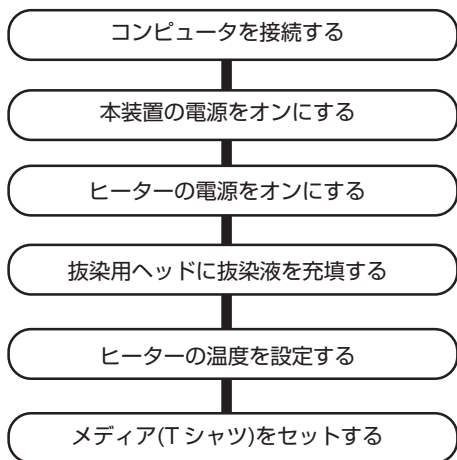 コンピュータを接続する
本装置の電源をオンにする
ヒーターの電源をオンにする
抜染用ヘッドに抜染液を充填する
ヒーターの温度を設定する
メディア(T シャツ)をセットする